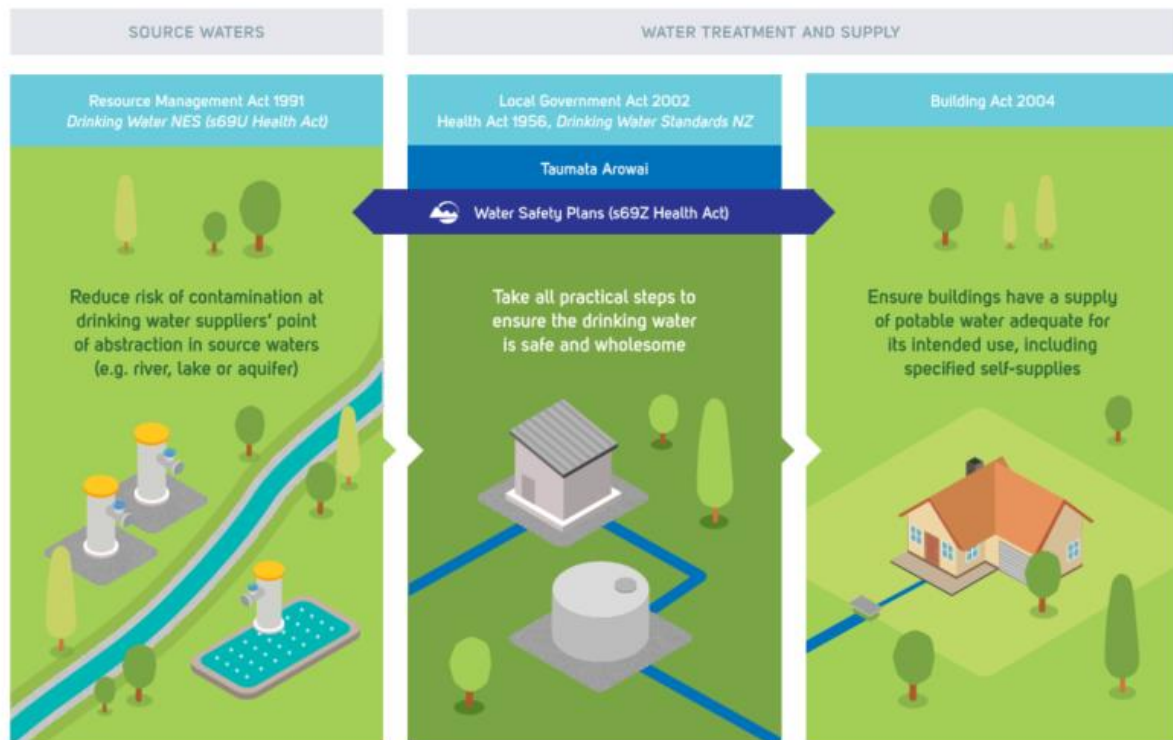 SOURCE WATERS
WATER TREATMENT AND SUPPLY
Resource Management Act 1991
Drinking Water NES (s69U Health Act)
Reduce risk of contamination at
drinking water suppliers' point
of abstraction in source waters
(e.g. river, lake or aquifer)
Local Government Act 2002
Health Act 1956, Drinking Water Standards NZ
Taumata Arowai
Water Safety Plans (s69Z Health Act)
Take all practical steps to
ensure the drinking water
is safe and wholesome
Building Act 2004
Ensure buildings have a supply
of potable water adequate for
its intended use, including
specified self-supplies